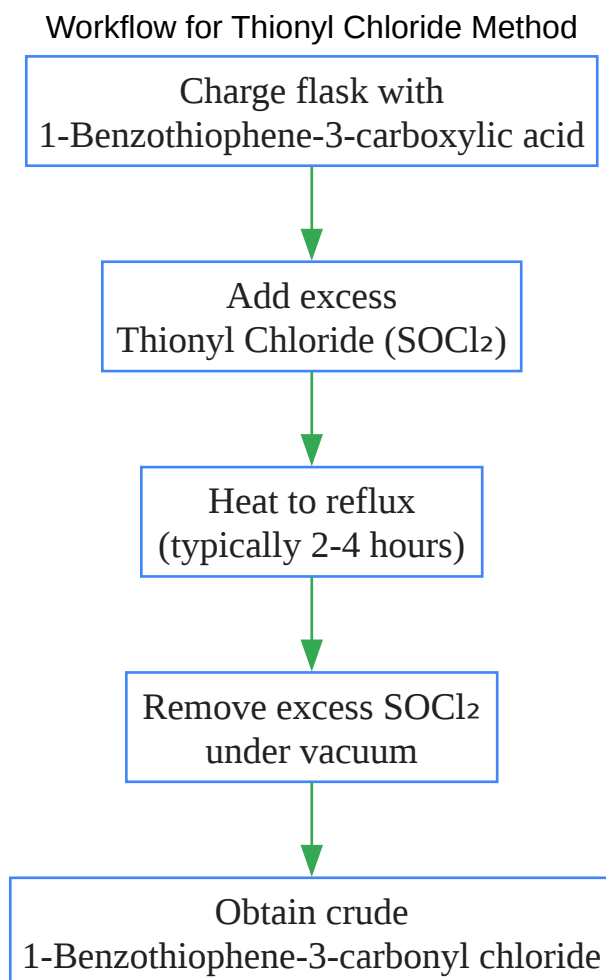 Workflow for Thionyl Chloride Method
Charge flask with
1-Benzothiophene-3-carboxylic acid
Add excess
Thionyl Chloride (SOCl₂)
Heat to reflux
(typically 2-4 hours)
Remove excess SOCl₂
under vacuum
Obtain crude
1-Benzothiophene-3-carbonyl chloride